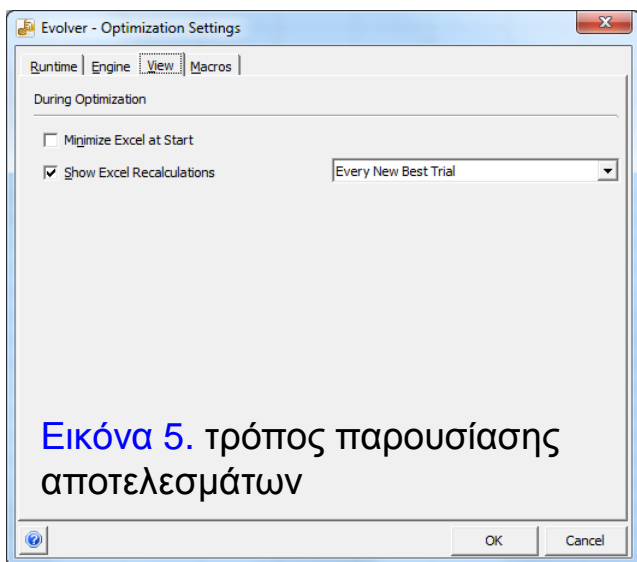 Evolver - Optimization Settings
Runtime Engine View Macros
During Optimization
Minimize Excel at Start
Show Excel Recalculations Every New Best Trial
Εικόνα 5. τρόπος παρουσίασης
αποτελεσμάτων
OK Cancel